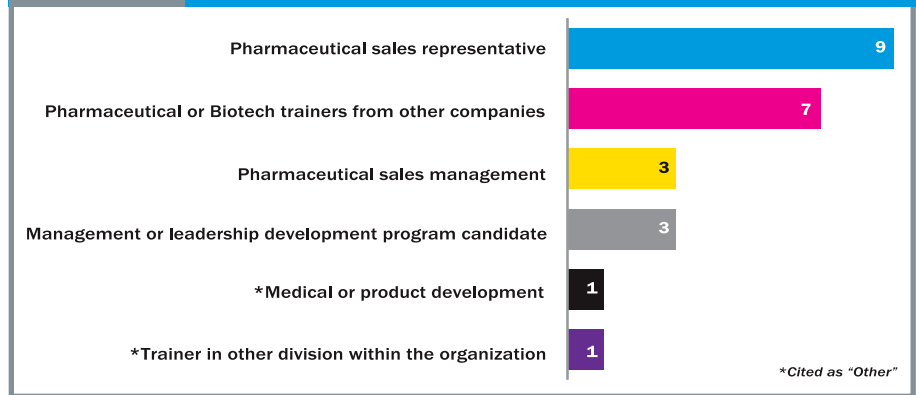 Pharmaceutical sales representative 9
Pharmaceutical or Biotech trainers from other companies 7
Pharmaceutical sales management 3
Management or leadership development program candidate 3
*Medical or product development 1
*Trainer in other division within the organization 1
*Cited as “Other”